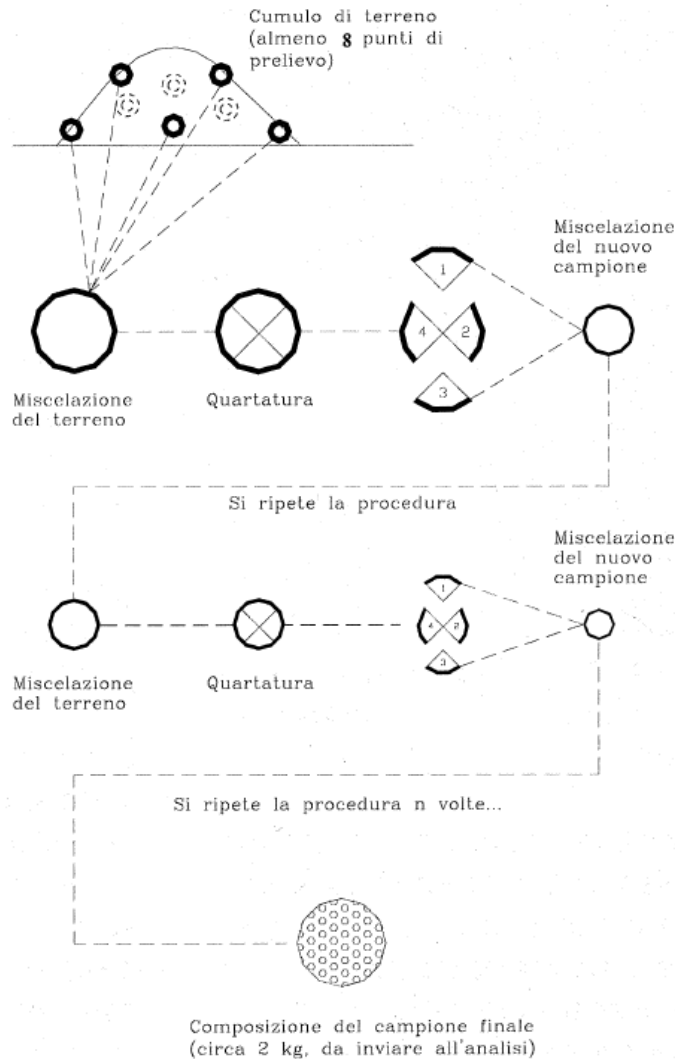 Cumulo di terreno
(almeno 8 punti di
prelievo)
Miscelazione
del nuovo
campione
1
4
2
3
Miscelazione
del terreno
Quartatura
Si ripete la procedura
Miscelazione
del nuovo
campione
1
4
2
3
Miscelazione
del terreno
Quartatura
Si ripete la procedura n volte...
Composizione del campione finale
(circa 2 kg, da inviare all'analisi)